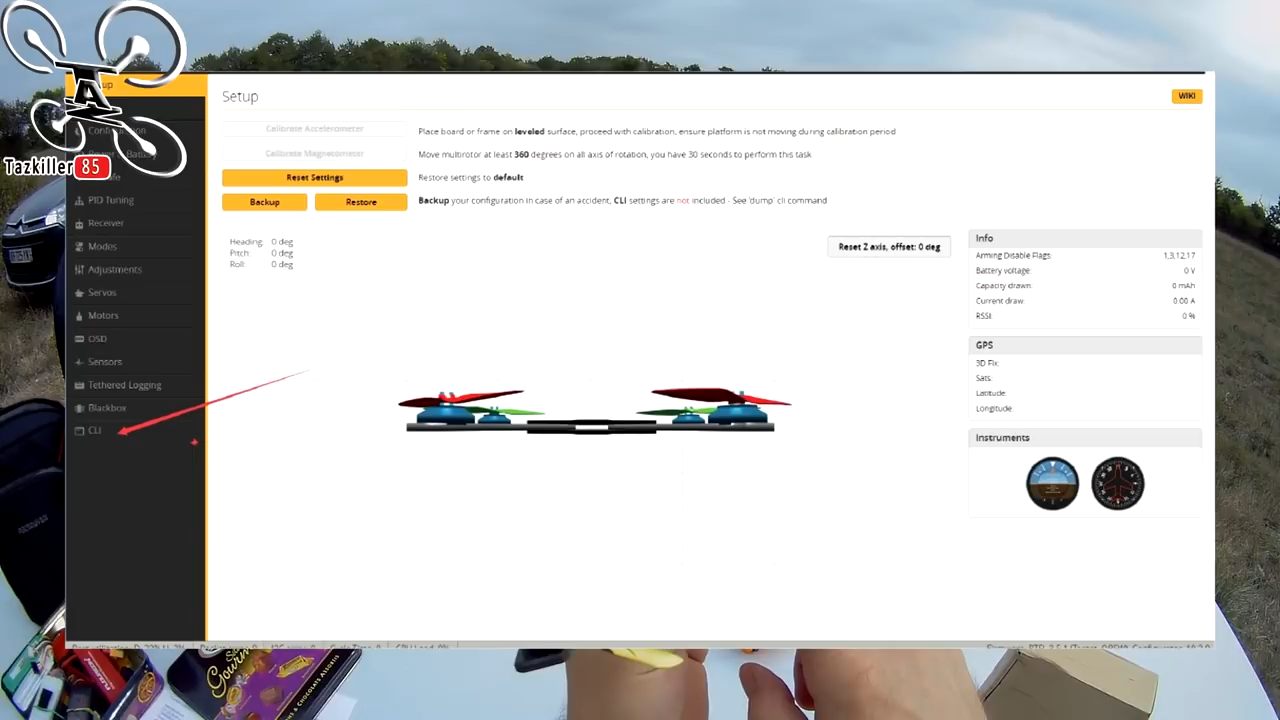 A
Tazkiller 85
Setup
WIKI
Calibrate Accelerometer
Place board or frame on leveled surface, proceed with calibration, ensure platform is not moving during calibration period
Calibrate Magnetometer
Move multirotor at least 360 degrees on all axis of rotation, you have 30 seconds to perform this task
Reset Settings
Restore settings to default
Backup
Restore
Backup your configuration in case of an accident, CLI settings are not included - See 'dump' cli command
PID Tuning
Receiver
Modes
Adjustments
Servos
Motors
OSD
Sensors
Tethered Logging
Blackbox
CLI
Heading: 0 deg
Pitch: 0 deg
Roll: 0 deg
Reset Z axis, offset: 0 deg
Info
Arming Disable Flags: 1,3,12,17
Battery voltage: 0 V
Capacity drawn: 0 mAh
Current draw: 0.00 A
RSSI: 0 %
GPS
3D Fix:
Sats:
Latitude:
Longitude:
Instruments
Gourm